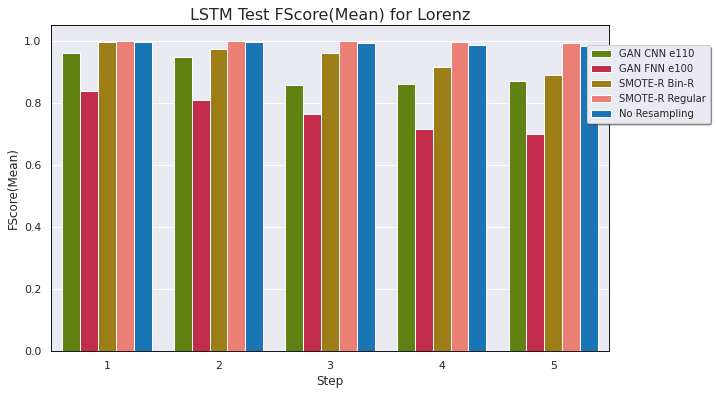 LSTM Test FScore(Mean) for Lorenz
1.0
0.8
0.6
0.4
0.2
0.0
FScore(Mean)
1 2 3 4 5
Step
GAN CNN e110
GAN FNN e100
SMOTE-R Bin-R
SMOTE-R Regular
No Resampling